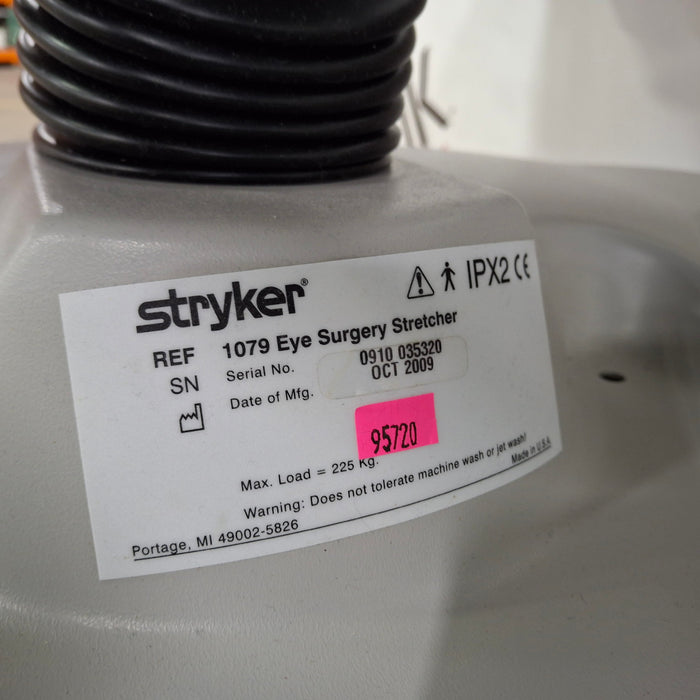 stryker®
IPX2 CE
REF 1079 Eye Surgery Stretcher
SN Serial No. 0910 035320
Date of Mfg. OCT 2009
95720
Max. Load = 225 Kg.
Warning: Does not tolerate machine wash or jet wash!
Portage, MI 49002-5826
Made in U.S.A